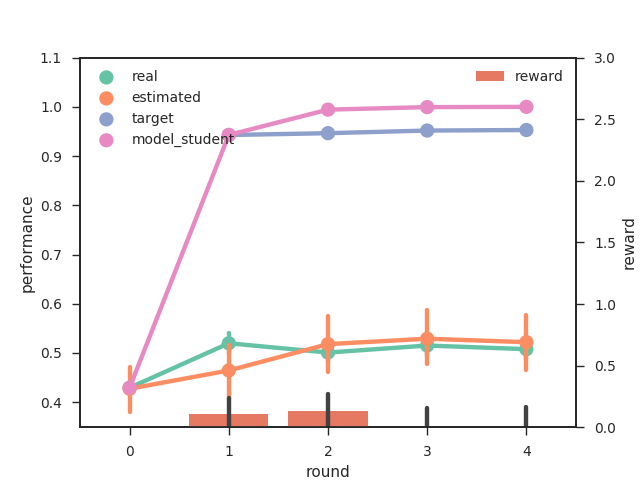 real
estimated
target
model_student
reward
1.1
1.0
0.9
0.8
0.7
0.6
0.5
0.4
performance
3.0
2.5
2.0
1.5
1.0
0.5
0.0
reward
0 1 2 3 4
round